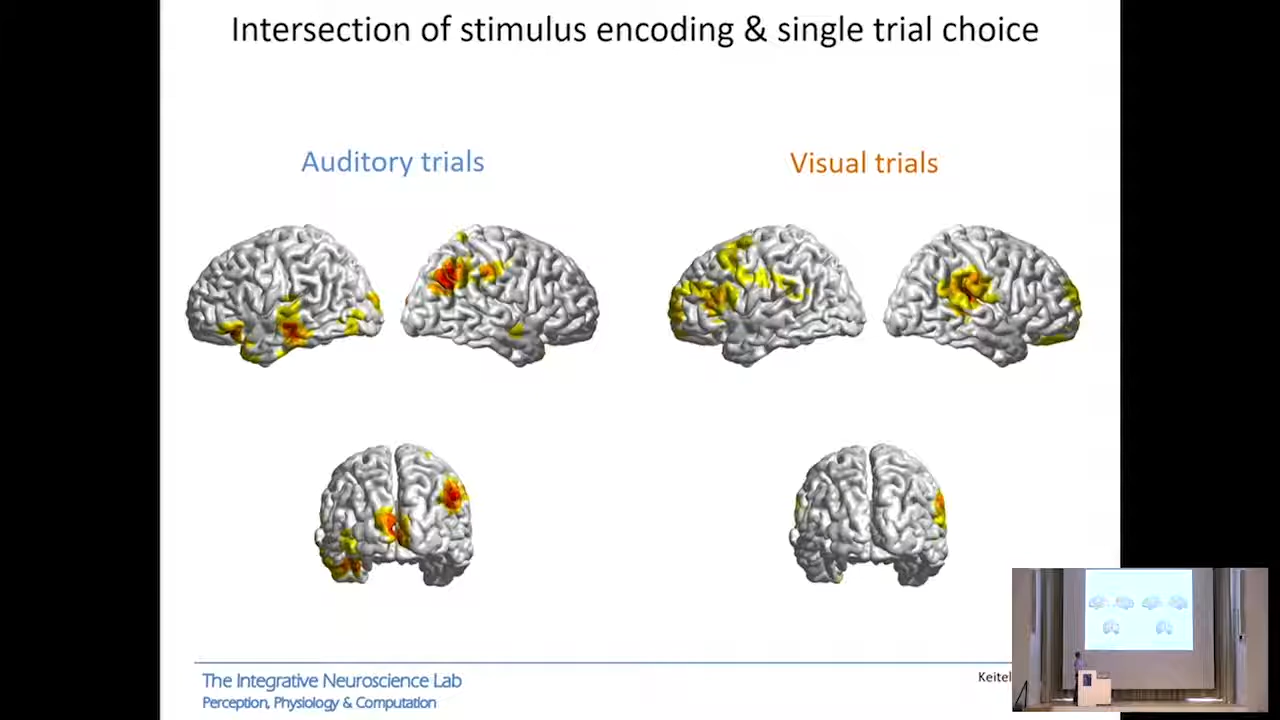 Intersection of stimulus encoding & single trial choice
Auditory trials
Visual trials
The Integrative Neuroscience Lab
Perception, Physiology & Computation
Keitel